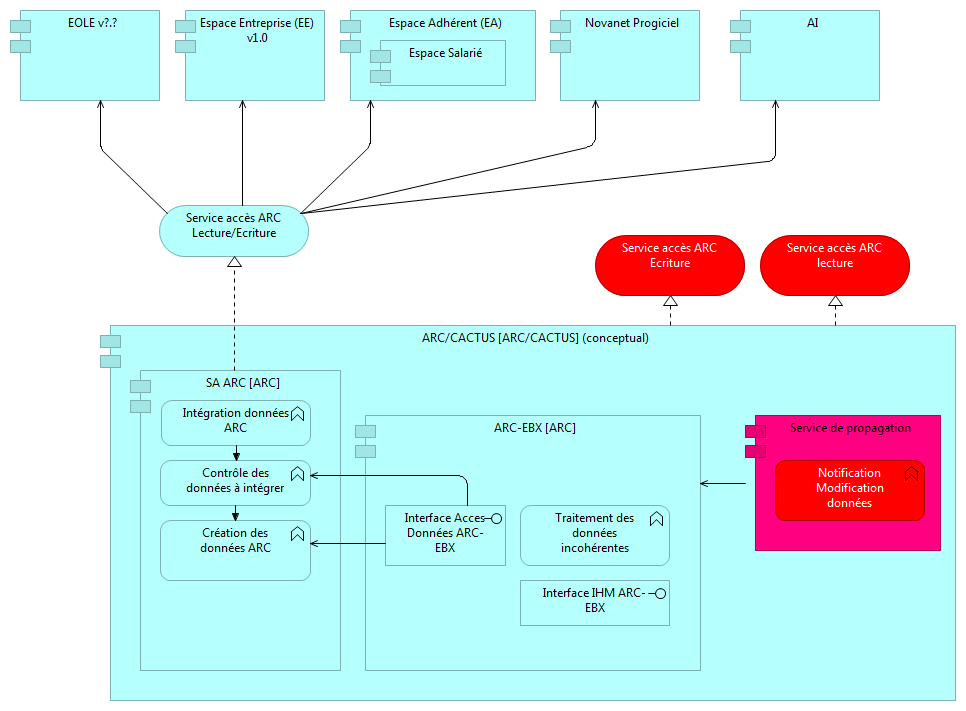 EOLE v?.?
Espace Entreprise (EE)
v1.0
Espace Adhérent (EA)
Espace Salarié
Novanet Progiciel
AI
Service accès ARC
Lecture/Ecriture
Service accès ARC
Ecriture
Service accès ARC
lecture
ARC/CACTUS [ARC/CACTUS] (conceptual)
SA ARC [ARC]
Intégration données
ARC
Contrôle des
données à intégrer
Création des
données ARC
ARC-EBX [ARC]
Interface Acces
Données ARC-
EBX
Traitement des
données
incohérentes
Interface IHM ARC-
EBX
Service de propagation
Notification
Modification
données